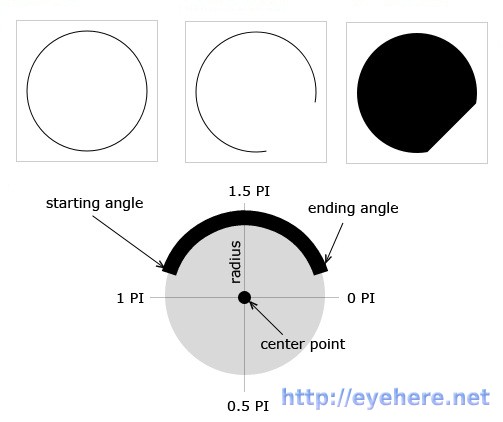 1.5 PI
starting angle
ending angle
radius
1 PI
0 PI
center point
http://eyehere.net
0.5 PI